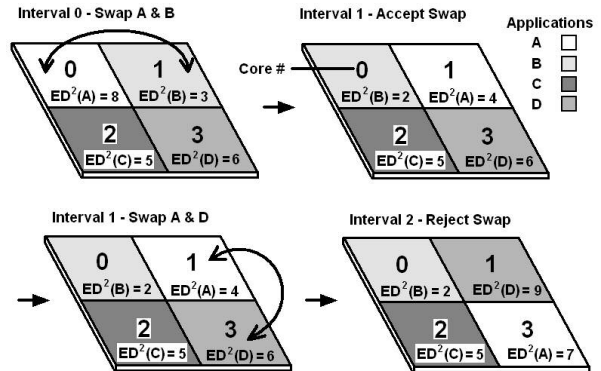 Interval 0 - Swap A & B
0
ED²(A) = 8
1
ED²(B) = 3
2
ED²(C) = 5
3
ED²(D) = 6
Interval 1 - Accept Swap
Core #
0
ED²(B) = 2
1
ED²(A) = 4
2
ED²(C) = 5
3
ED²(D) = 6
Applications
A
B
C
D
Interval 1 - Swap A & D
0
ED²(B) = 2
1
ED²(A) = 4
2
ED²(C) = 5
3
ED²(D) = 6
Interval 2 - Reject Swap
0
ED²(B) = 2
1
ED²(D) = 9
2
ED²(C) = 5
3
ED²(A) = 7